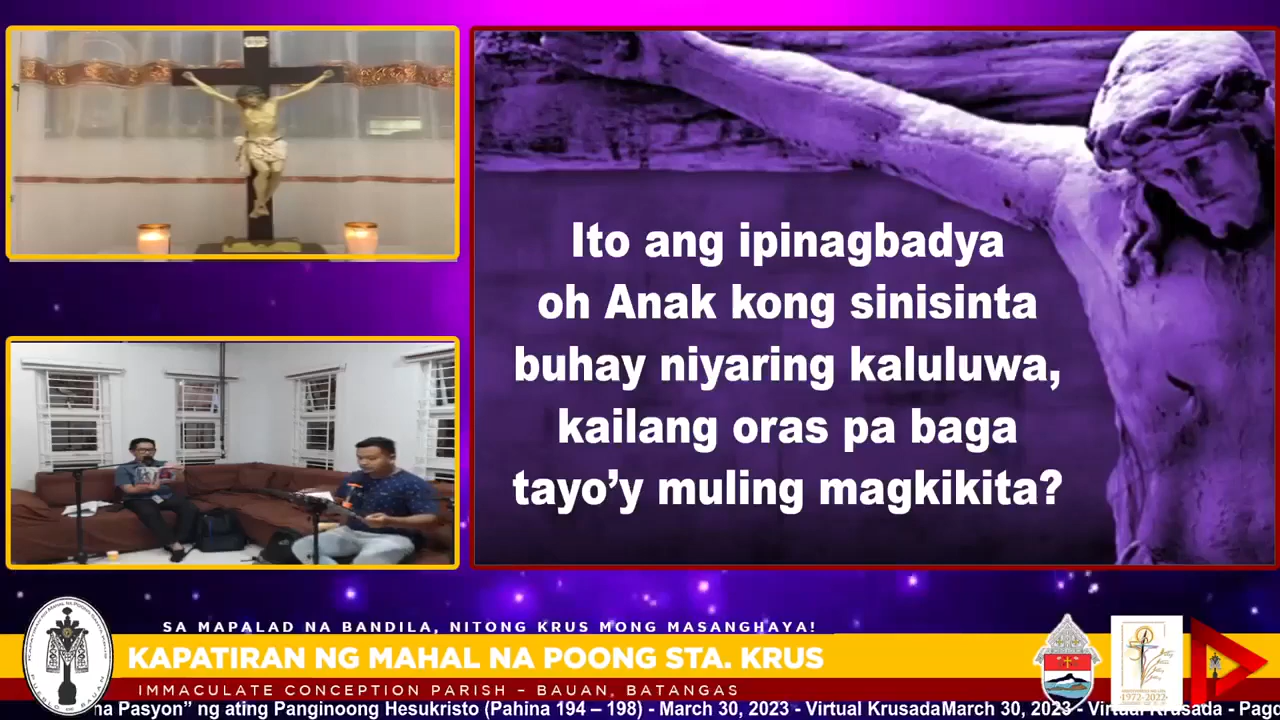 Ito ang ipinagbadya
oh Anak kong sinisinta
buhay niyaring kaluluwa,
kailang oras pa baga
tayo’y muling magkikita?
SA MAPALAD NA BANDILA, NITONG KRUS MONG MASANGHAYA!
KAPATIRAN NG MAHAL NA POONG STA. KRUS
IMMACULATE CONCEPTION PARISH – BAUAN, BATANGAS
1972-2022
na Pasyon” ng ating Panginoong Hesukristo (Pahina 194 – 198) - March 30, 2023 - Virtual KrusadaMarch 30, 2023 - Virtual Krusada - Pago